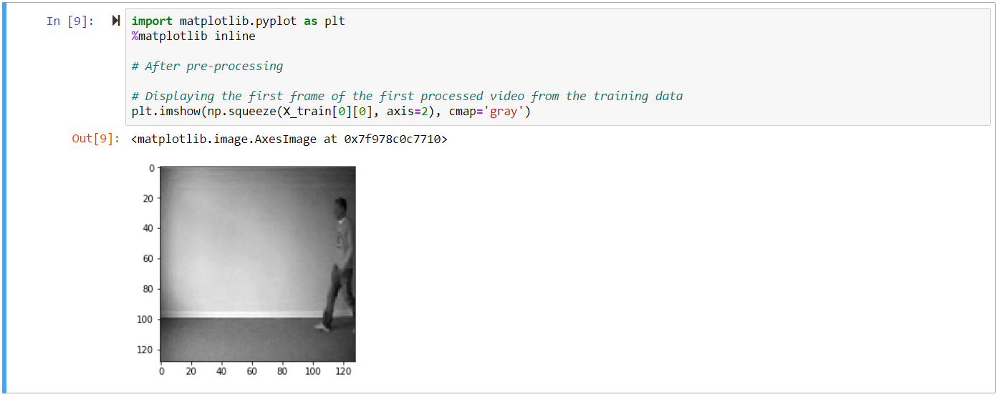 In [9]:
import matplotlib.pyplot as plt
%matplotlib inline
# After pre-processing
# Displaying the first frame of the first processed video from the training data
plt.imshow(np.squeeze(X_train[0][0], axis=2), cmap='gray')
Out[9]:
<matplotlib.image.AxesImage at 0x7f978c0c7710>
0
20
40
60
80
100
120
0 20 40 60 80 100 120